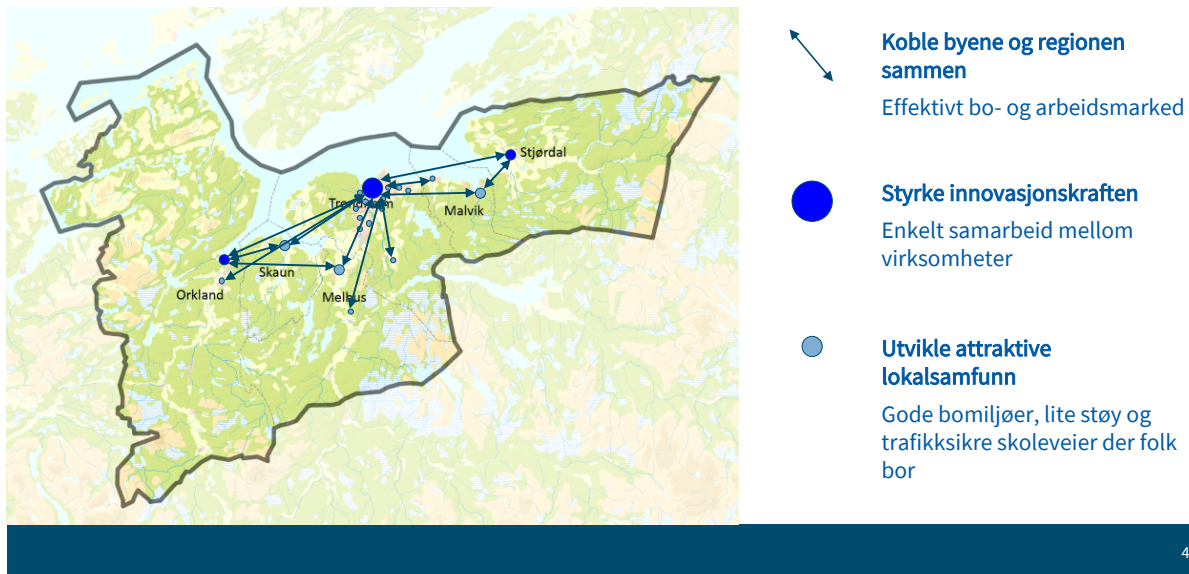 Stjørdal
Trondheim
Malvik
Skaun
Orkland
Melhus
Koble byene og regionen
sammen
Effektivt bo- og arbeidsmarked
Styrke innovasjonskraften
Enkelt samarbeid mellom
virksomheter
Utvikle attraktive
lokalsamfunn
Gode bomiljøer, lite støy og
trafikksikre skoleveier der folk
bor
4